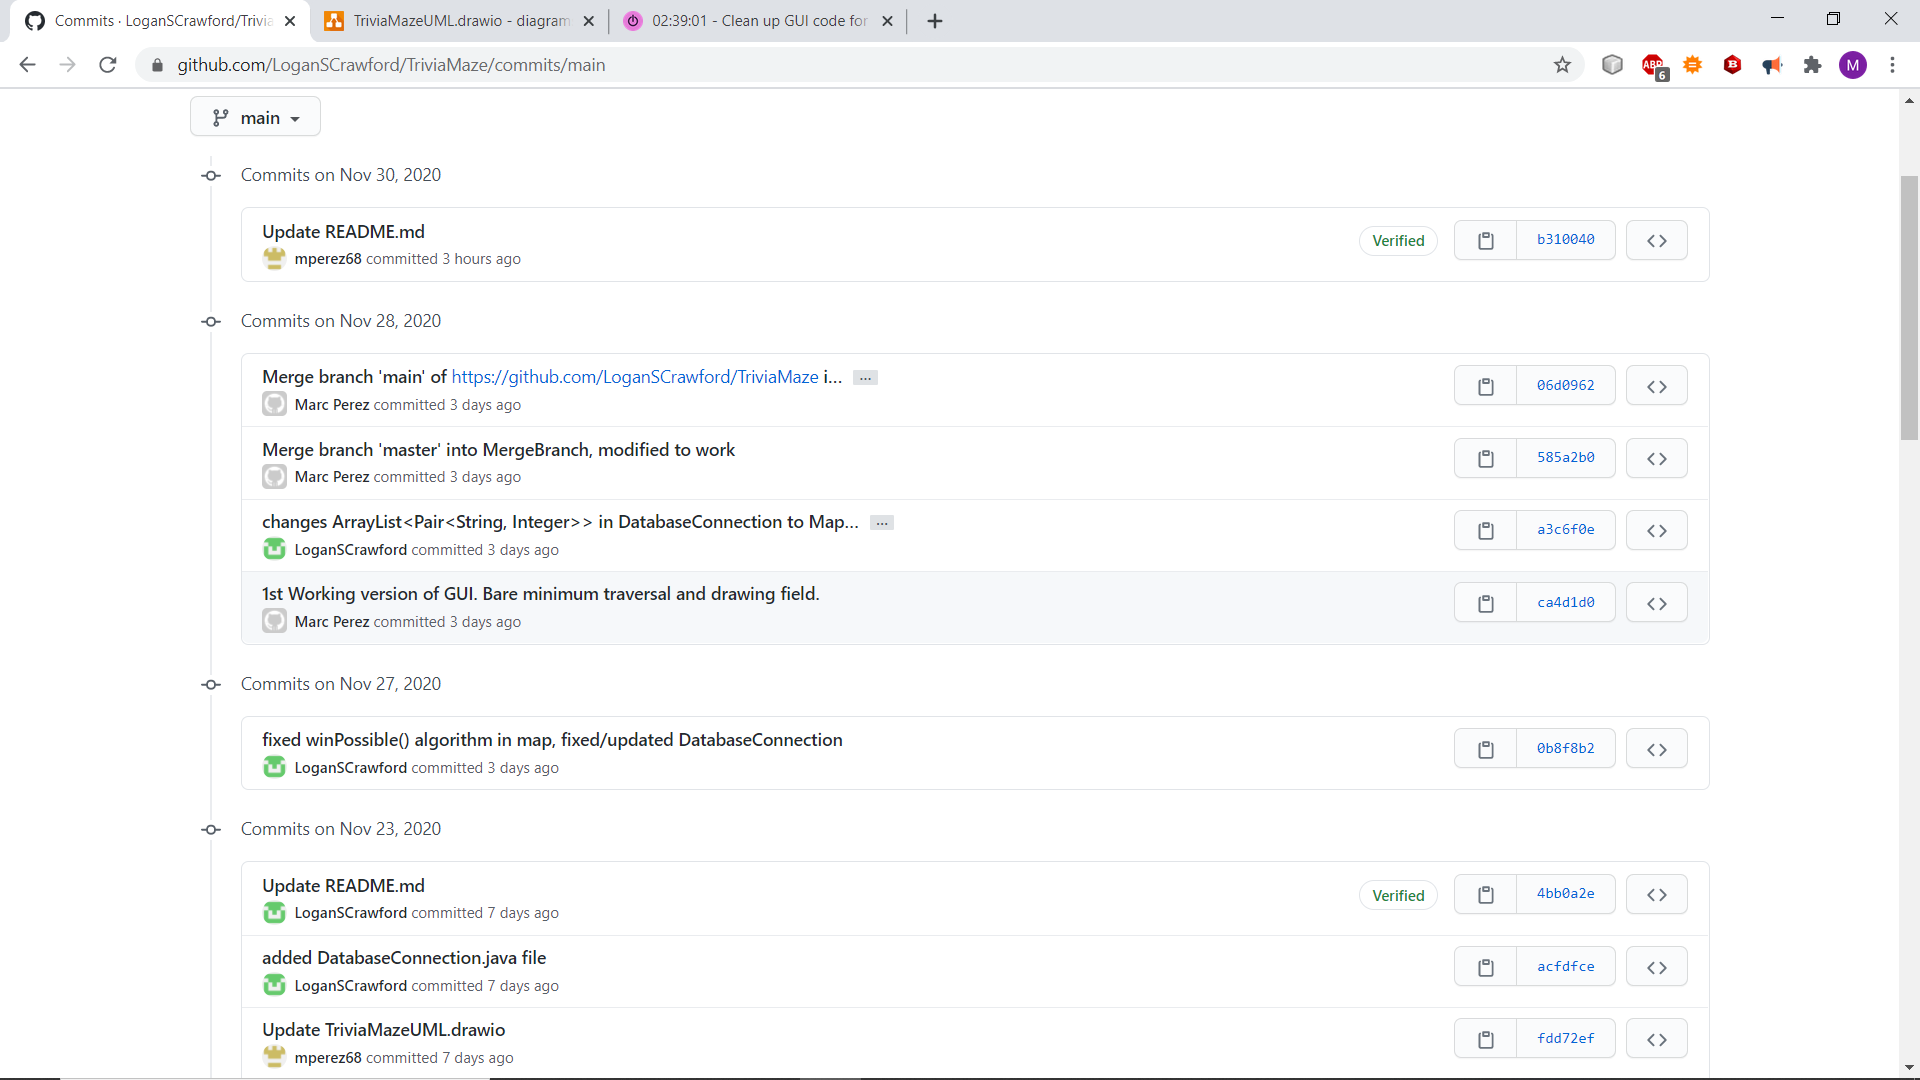 Commits · LoganSCrawford/Trivia
TriviaMazeUML.drawio - diagram
02:39:01 - Clean up GUI code for
github.com/LoganSCrawford/TriviaMaze/commits/main
ABP
6
B
M
main
Commits on Nov 30, 2020
Update README.md
mperez68 committed 3 hours ago
Verified
b310040
Commits on Nov 28, 2020
Merge branch 'main' of https://github.com/LoganSCrawford/TriviaMaze i... ...
Marc Perez committed 3 days ago
06d0962
Merge branch 'master' into MergeBranch, modified to work
Marc Perez committed 3 days ago
585a2b0
changes ArrayList<Pair<String, Integer>> in DatabaseConnection to Map... ...
LoganSCrawford committed 3 days ago
a3c6f0e
1st Working version of GUI. Bare minimum traversal and drawing field.
Marc Perez committed 3 days ago
ca4d1d0
Commits on Nov 27, 2020
fixed winPossible() algorithm in map, fixed/updated DatabaseConnection
LoganSCrawford committed 3 days ago
0b8f8b2
Commits on Nov 23, 2020
Update README.md
LoganSCrawford committed 7 days ago
Verified
4bb0a2e
added DatabaseConnection.java file
LoganSCrawford committed 7 days ago
acfdfce
Update TriviaMazeUML.drawio
mperez68 committed 7 days ago
fdd72ef